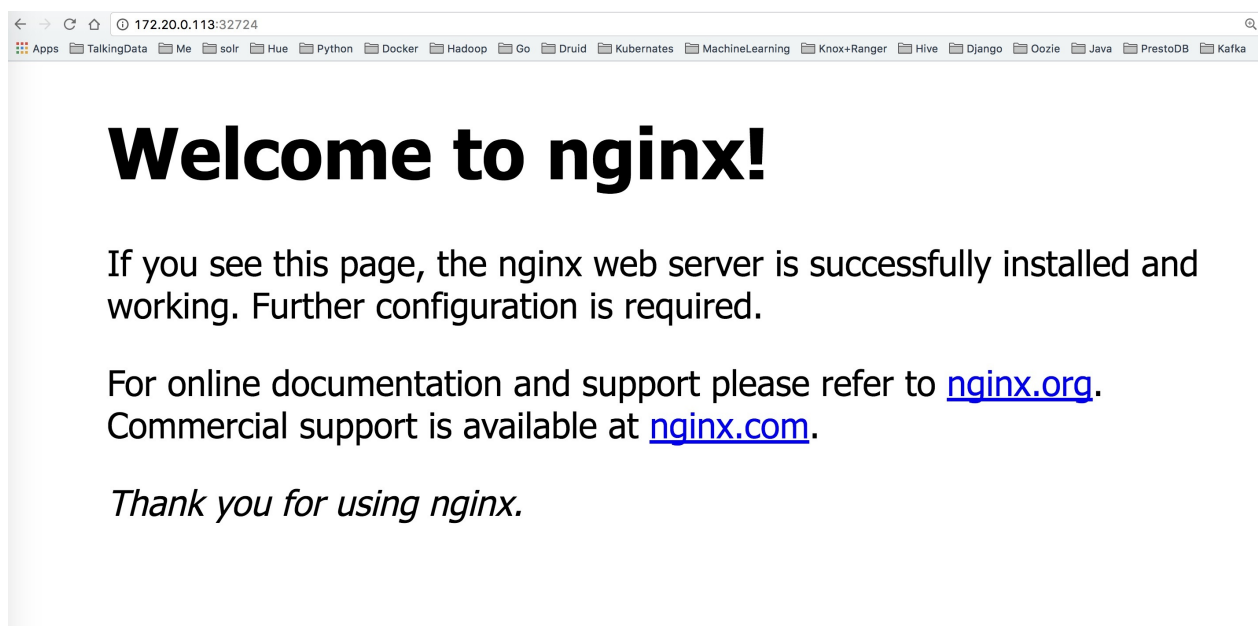 172.20.0.113:32724
Apps TalkingData Me solr Hue Python Docker Hadoop Go Druid Kubernates MachineLearning Knox+Ranger Hive Django Oozie Java PrestoDB Kafka
Welcome to nginx!
If you see this page, the nginx web server is successfully installed and
working. Further configuration is required.
For online documentation and support please refer to nginx.org.
Commercial support is available at nginx.com.
Thank you for using nginx.